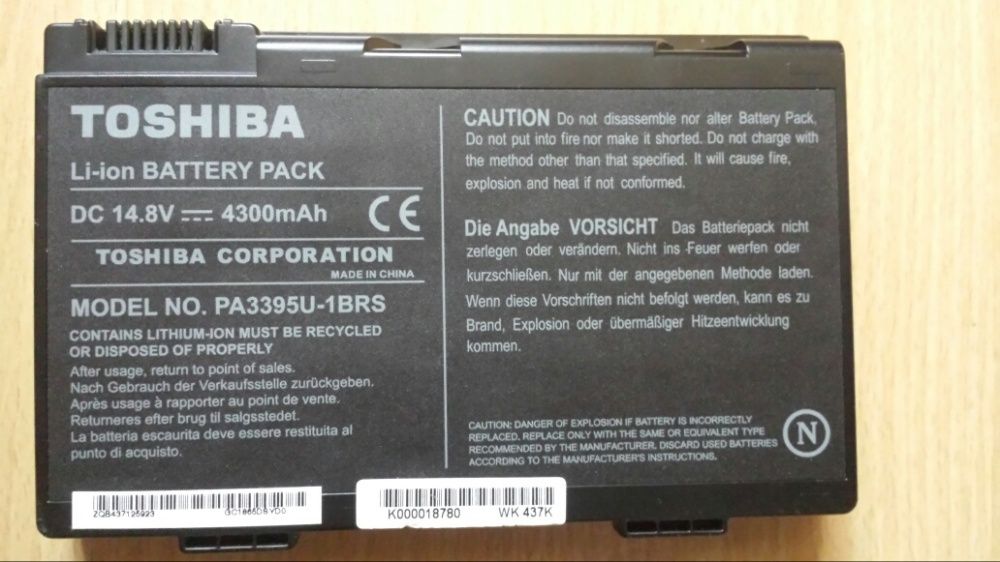 TOSHIBA
Li-ion BATTERY PACK
DC 14.8V 4300mAh CE
TOSHIBA CORPORATION
MADE IN CHINA
MODEL NO. PA3395U-1BRS
CONTAINS LITHIUM-ION MUST BE RECYCLED
OR DISPOSED OF PROPERLY
After usage, return to point of sales.
Nach Gebrauch der Verkaufsstelle zurückgeben.
Après usage à rapporter au point de vente.
Returneres efter brug til salgsstedet.
La batteria escaurita deve essere restituita al
punto di acquisto.
CAUTION Do not disassemble nor alter Battery Pack.
Do not put into fire nor make it shorted. Do not charge with
the method other than that specified. It will cause fire,
explosion and heat if not conformed.
Die Angabe VORSICHT Das Batteriepack nicht
zerlegen oder verändern. Nicht ins Feuer werfen oder
kurzschließen. Nur mit der angegebenen Methode laden.
Wenn diese Vorschriften nicht befolgt werden, kann es zu
Brand, Explosion oder übermäßiger Hitzeentwicklung
kommen.
CAUTION: DANGER OF EXPLOSION IF BATTERY IS INCORRECTLY
REPLACED. REPLACE ONLY WITH THE SAME OR EQUIVALENT TYPE
RECOMMENDED BY THE MANUFACTURER. DISCARD USED BATTERIES
ACCORDING TO THE MANUFACTURER'S INSTRUCTIONS.
N
K000018780 WK 437K